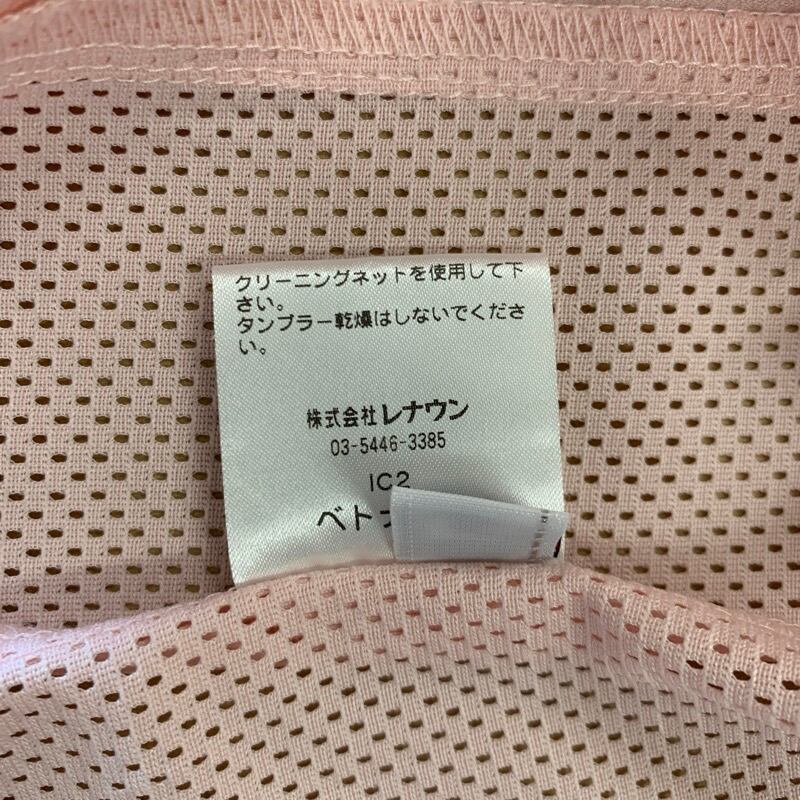 クリーニングネットを使用して下
さい。
タンブラー乾燥はしないでくださ
い。
株式会社レナウン
03-5446-3385
IC2
ベト